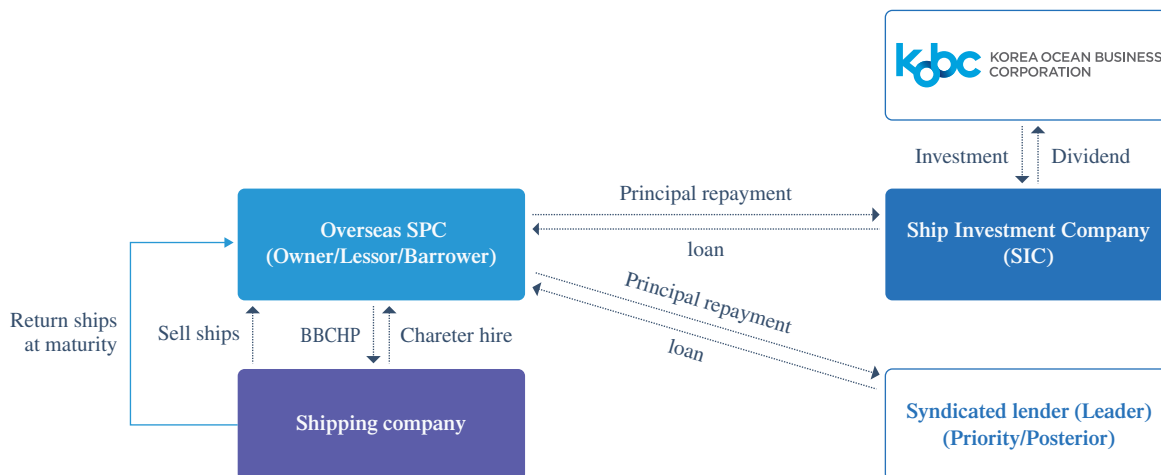 kobc KOREA OCEAN BUSINESS
CORPORATION
Investment
Dividend
Principal repayment
Overseas SPC
(Owner/Lessor/Barrower)
Ship Investment Company
(SIC)
loan
Principal repayment
loan
Return ships
at maturity
Sell ships
BBCHP
Chareter hire
Shipping company
Syndicated lender (Leader)
(Priority/Posterior)